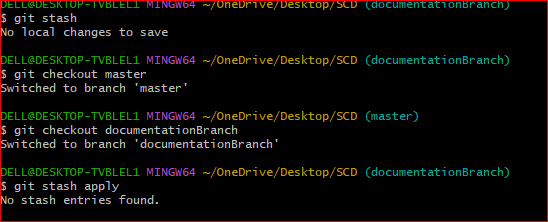 DELL@DESKTOP-TVBLEL1 MINGW64 ~/OneDrive/Desktop/SCD (documentationBranch)
$ git stash
No local changes to save
DELL@DESKTOP-TVBLEL1 MINGW64 ~/OneDrive/Desktop/SCD (documentationBranch)
$ git checkout master
Switched to branch 'master'
DELL@DESKTOP-TVBLEL1 MINGW64 ~/OneDrive/Desktop/SCD (master)
$ git checkout documentationBranch
Switched to branch 'documentationBranch'
DELL@DESKTOP-TVBLEL1 MINGW64 ~/OneDrive/Desktop/SCD (documentationBranch)
$ git stash apply
No stash entries found.